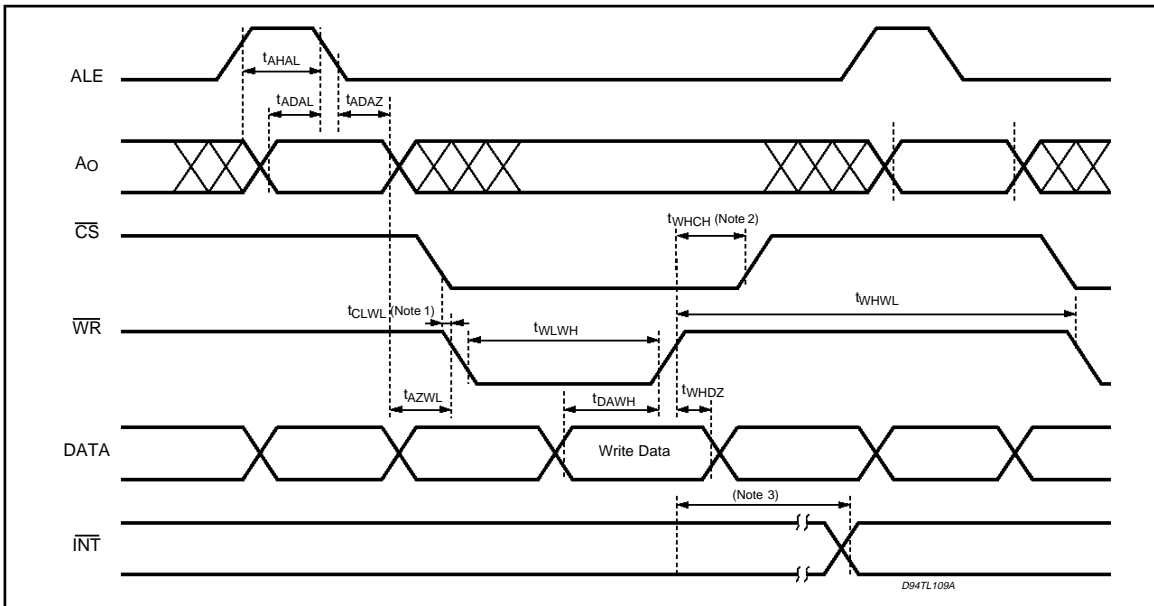 ALE
tAHAL
tADAL
tADAZ
AO
CS
tWHCH (Note 2)
tCLWL (Note 1)
tWHWL
WR
tWLWH
tAZWL
tDAWH
tWHDZ
DATA
Write Data
(Note 3)
INT
D94TL109A